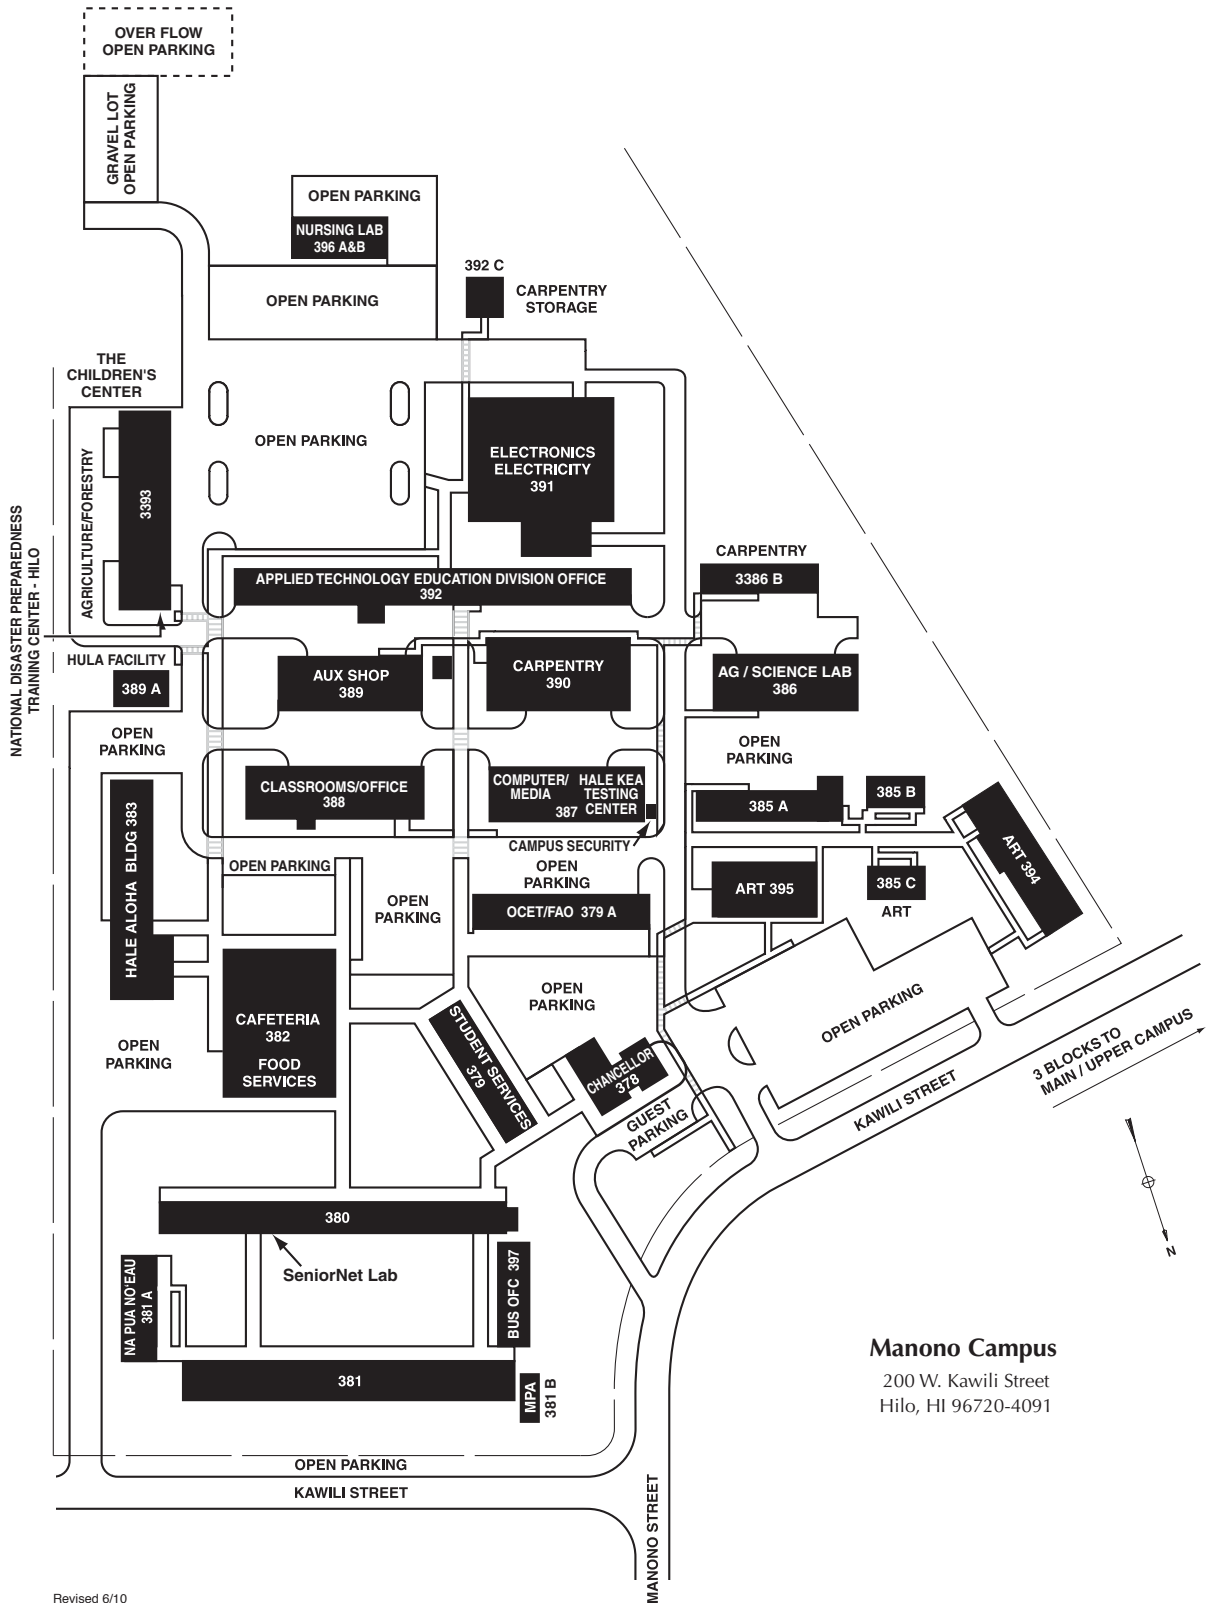 OVER FLOW
OPEN PARKING
GRAVEL LOT
OPEN PARKING
OPEN PARKING
NURSING LAB
396 A&B
OPEN PARKING
392 C
CARPENTRY
STORAGE
THE
CHILDREN'S
CENTER
OPEN PARKING
ELECTRONICS
ELECTRICITY
391
AGRICULTURE/FORESTRY
3393
NATIONAL DISASTER PREPAREDNESS
TRAINING CENTER - HILO
CARPENTRY
3386 B
APPLIED TECHNOLOGY EDUCATION DIVISION OFFICE
392
HULA FACILITY
389 A
AUX SHOP
389
CARPENTRY
390
AG / SCIENCE LAB
386
OPEN
PARKING
OPEN
PARKING
CLASSROOMS/OFFICE
388
COMPUTER/
MEDIA
387
HALE KEA
TESTING
CENTER
385 A
385 B
CAMPUS SECURITY
HALE ALOHA BLDG 383
OPEN PARKING
OPEN
PARKING
OPEN
PARKING
ART 395
385 C
ART
ART 394
OCET/FAO 379 A
OPEN
PARKING
OPEN PARKING
CAFETERIA
382
FOOD
SERVICES
STUDENT SERVICES
379
OPEN
PARKING
CHANCELLOR
378
GUEST
PARKING
3 BLOCKS TO
MAIN / UPPER CAMPUS
KAWILI STREET
N
380
SeniorNet Lab
NA PUA NO'EAU
381 A
BUS OFC 397
381
MPA
381 B
Manono Campus
200 W. Kawili Street
Hilo, HI 96720-4091
OPEN PARKING
KAWILI STREET
MANONO STREET
Revised 6/10